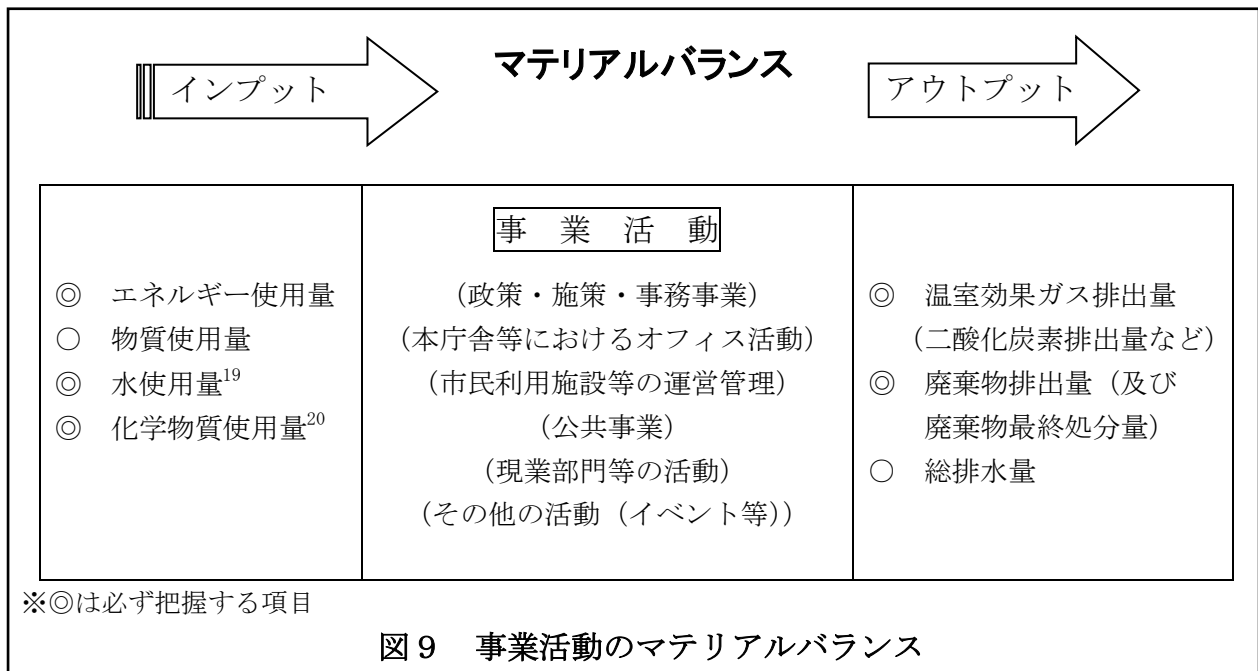 マテリアルバランス
インプット
アウトプット
◎ エネルギー使用量
○ 物質使用量
◎ 水使用量19
◎ 化学物質使用量20
事 業 活 動
(政策・施策・事務事業)
(本庁舎等におけるオフィス活動)
(市民利用施設等の運営管理)
(公共事業)
(現業部門等の活動)
(その他の活動(イベント等))
◎ 温室効果ガス排出量
(二酸化炭素排出量など)
◎ 廃棄物排出量(及び
廃棄物最終処分量)
○ 総排水量
※◎は必ず把握する項目
図9 事業活動のマテリアルバランス